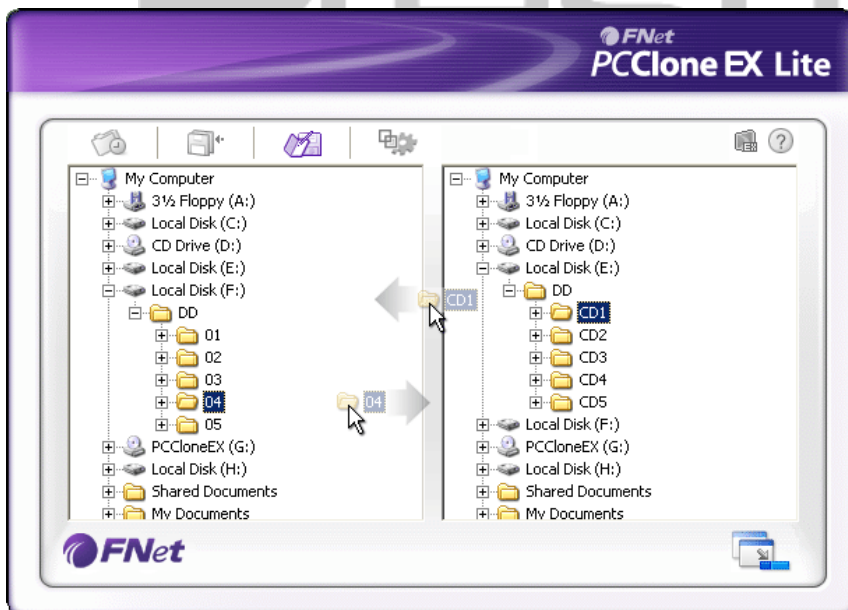 FNet
PCClone EX Lite
My Computer
3½ Floppy (A:)
Local Disk (C:)
CD Drive (D:)
Local Disk (E:)
Local Disk (F:)
DD
01
02
03
04
05
PCCloneEX (G:)
Local Disk (H:)
Shared Documents
My Documents
CD1
04
My Computer
3½ Floppy (A:)
Local Disk (C:)
CD Drive (D:)
Local Disk (E:)
DD
CD1
CD2
CD3
CD4
CD5
Local Disk (F:)
PCCloneEX (G:)
Local Disk (H:)
Shared Documents
My Documents
FNet